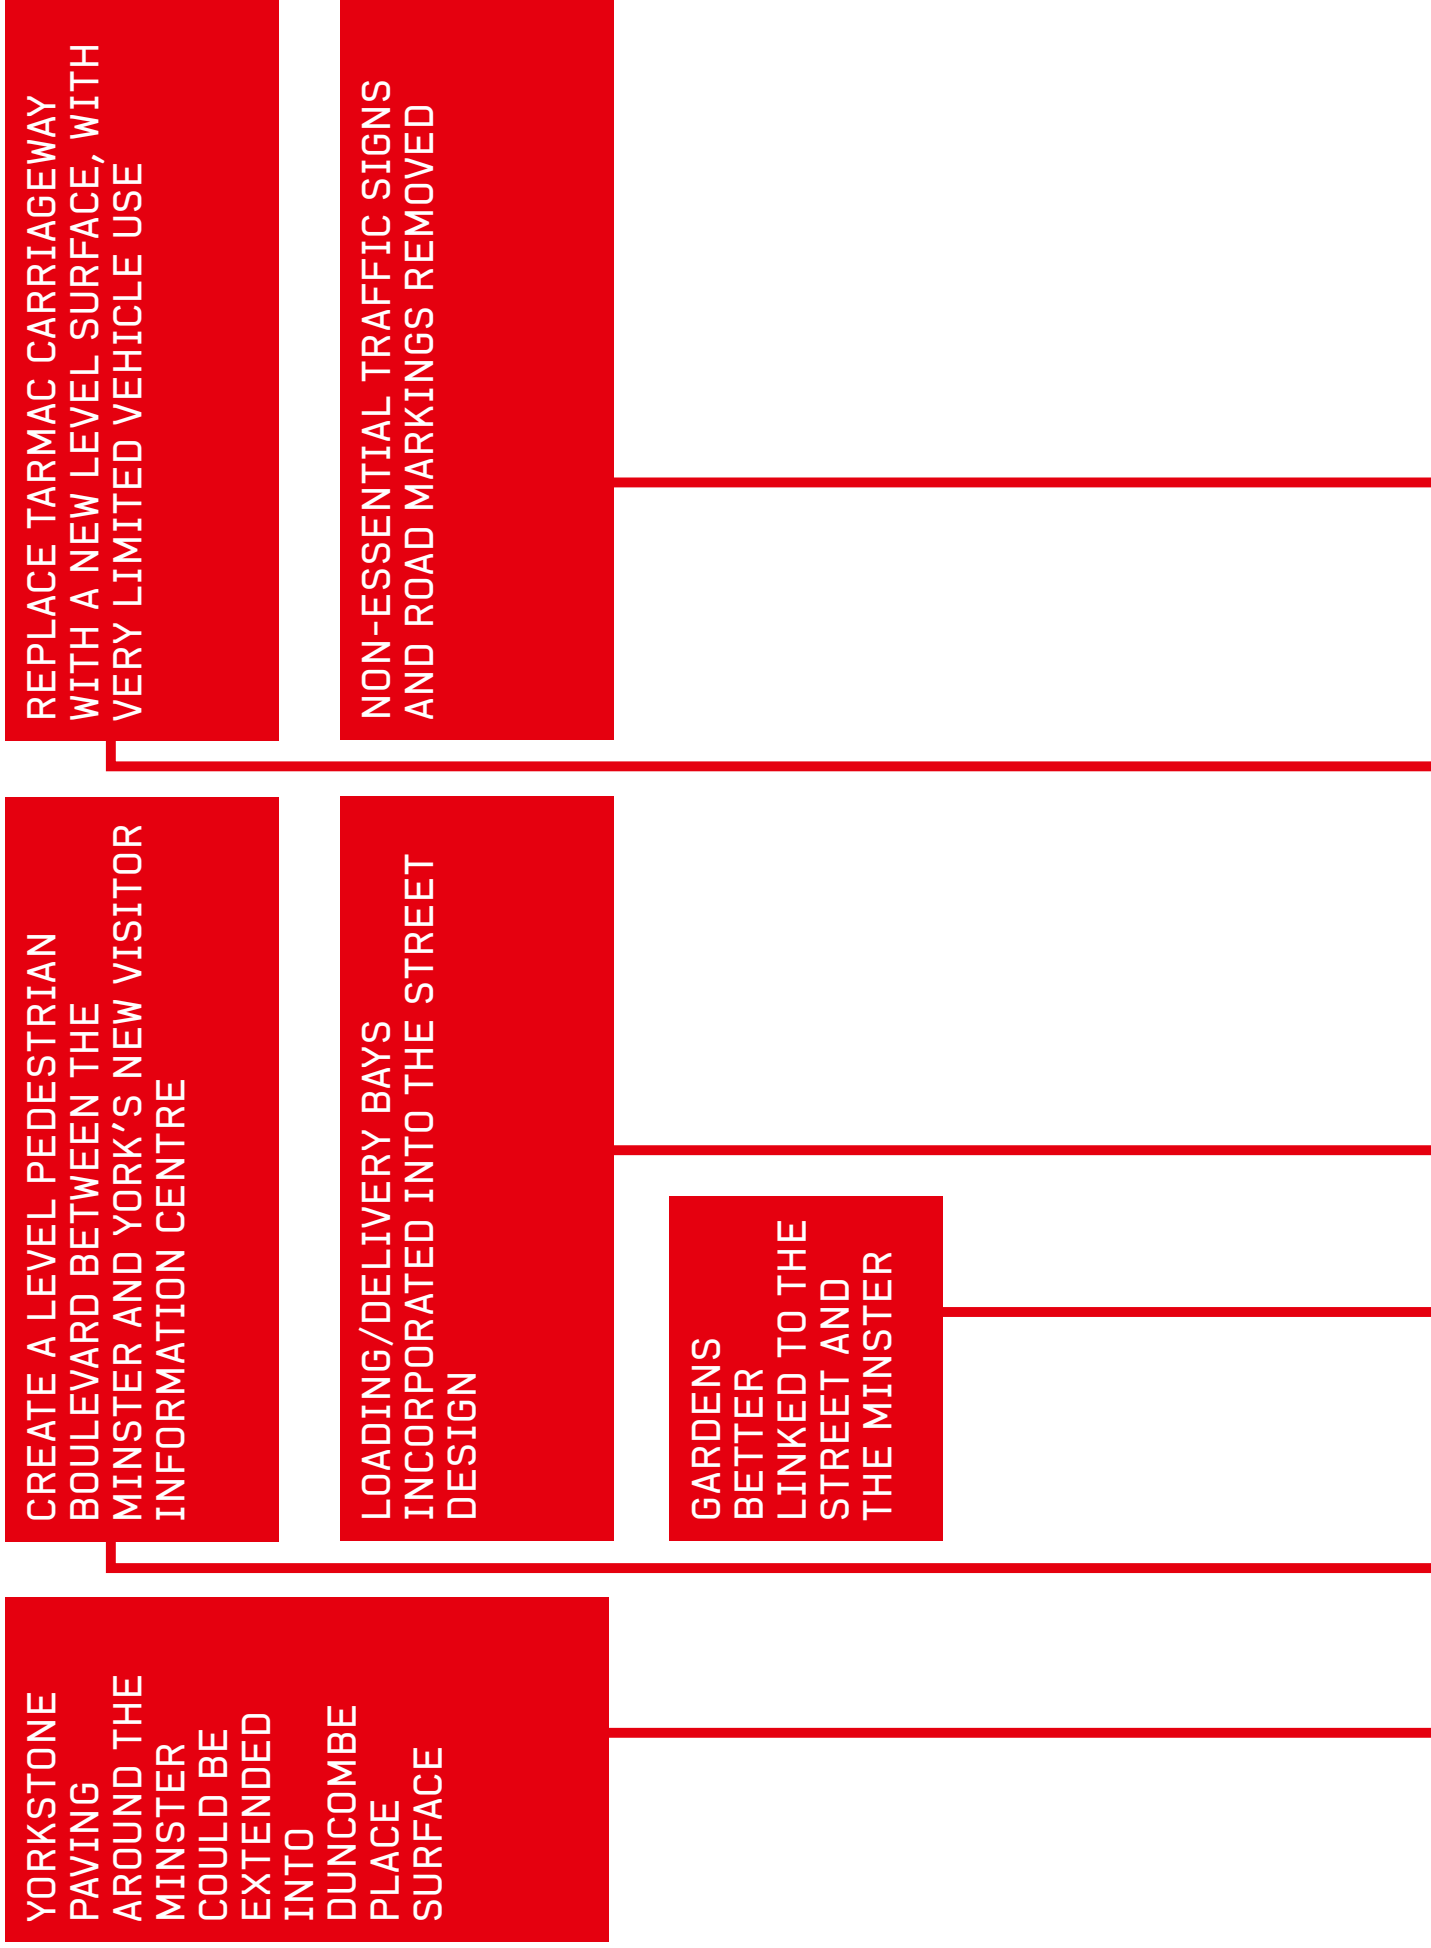 YORKSTONE
PAVING
AROUND THE
MINSTER
COULD BE
EXTENDED
INTO
DUNCOMBE
PLACE
SURFACE
CREATE A LEVEL PEDESTRIAN
BOULEVARD BETWEEN THE
MINSTER AND YORK’S NEW VISITOR
INFORMATION CENTRE
REPLACE TARMAC CARRIAGEWAY
WITH A NEW LEVEL SURFACE, WITH
VERY LIMITED VEHICLE USE
LOADING/DELIVERY BAYS
INCORPORATED INTO THE STREET
DESIGN
NON-ESSENTIAL TRAFFIC SIGNS
AND ROAD MARKINGS REMOVED
GARDENS
BETTER
LINKED TO THE
STREET AND
THE MINSTER